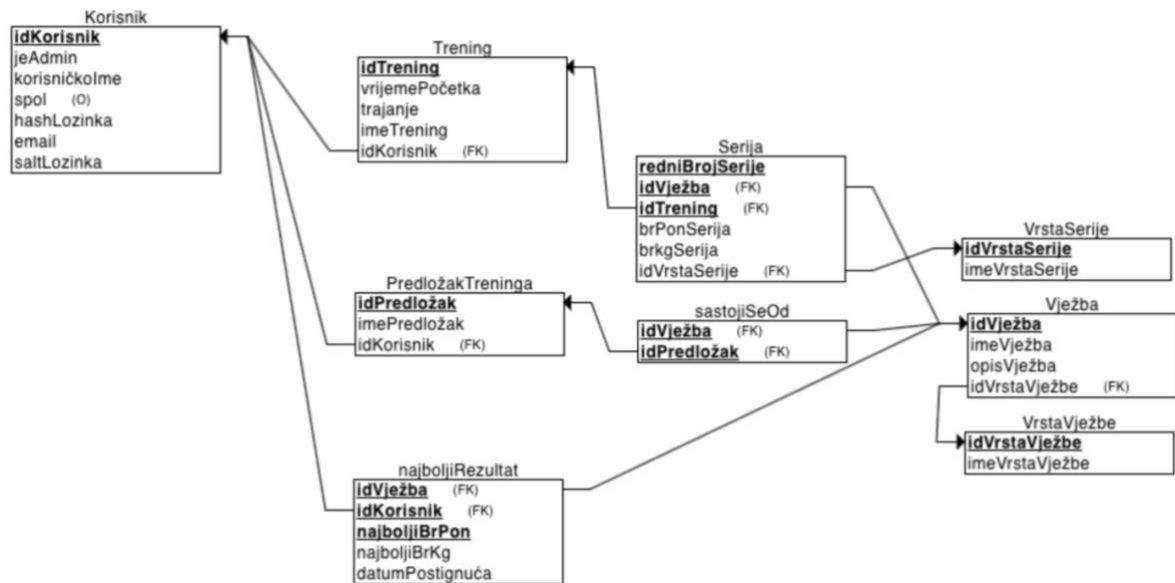 Korisnik
idKorisnik
jeAdmin
korisničkoIme
spol (O)
hashLozinka
email
saltLozinka
Trening
idTrening
vrijemePočetka
trajanje
imeTrening
idKorisnik (FK)
Serija
redniBrojSerije
idVježba (FK)
idTrening (FK)
brPonSerija
brkgSerija
idVrstaSerije (FK)
VrstaSerije
idVrstaSerije
imeVrstaSerije
PredložakTreninga
idPredložak
imePredložak
idKorisnik (FK)
sastojiSeOd
idVježba (FK)
idPredložak (FK)
Vježba
idVježba
imeVježba
opisVježba
idVrstaVježbe (FK)
VrstaVježbe
idVrstaVježbe
imeVrstaVježbe
najboljiRezultat
idVježba (FK)
idKorisnik (FK)
najboljiBrPon
najboljiBrKg
datumPostignuća